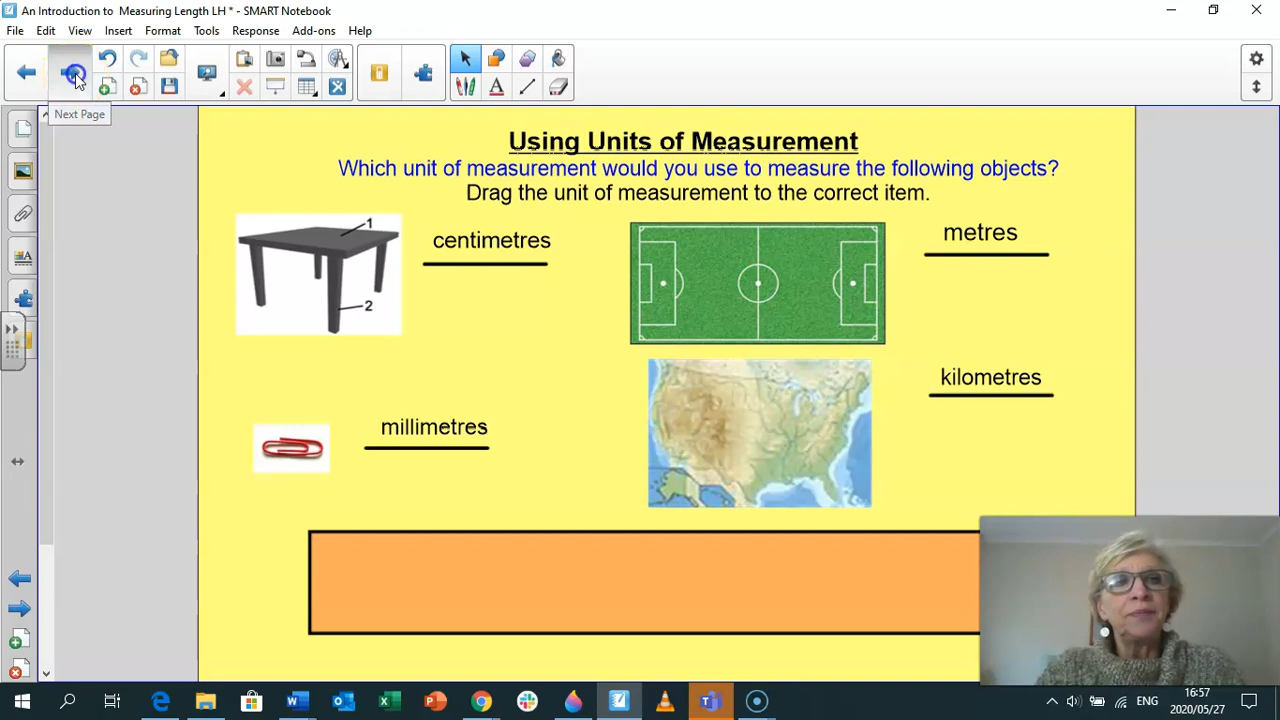 An Introduction to Measuring Length LH * - SMART Notebook
File Edit View Insert Format Tools Response Add-ons Help
Next Page
Using Units of Measurement
Which unit of measurement would you use to measure the following objects?
Drag the unit of measurement to the correct item.
1
2
centimetres
metres
kilometres
millimetres
ENG
16:57
2020/05/27